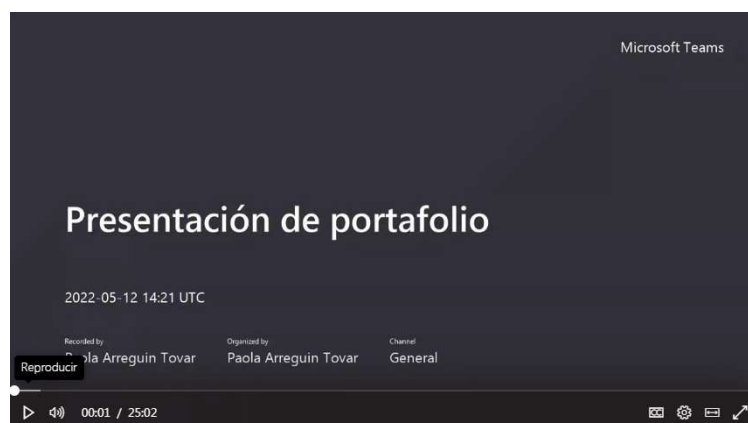 Microsoft Teams
Presentación de portafolio
2022-05-12 14:21 UTC
Recorded by Organized by Channel
ola Arreguin Tovar Paola Arreguin Tovar General
Reproducir
00:01 / 25:02